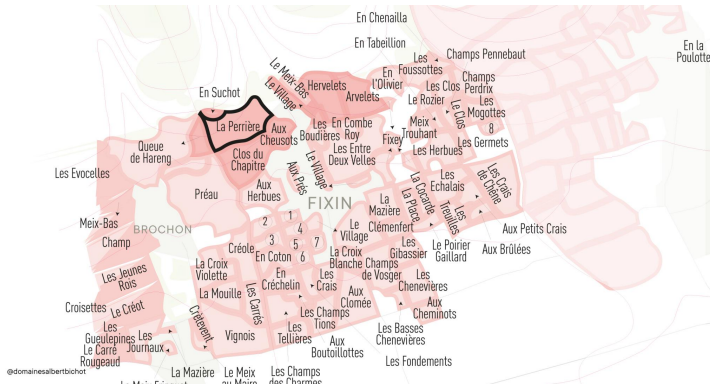 En Chenailla
En Tabeillion
En la
Poulotte
Les
Foussottes
Champs Pennebaut
Le Meix-Bas
Le Village
Hervelets
En
l'Olivier
Arvelets
Les Clos
Champs
Perdrix
En Suchot
La Perrière
Aux
Cheusots
Les
Boudières
En Combe
Roy
Le Rozier
Le Clos
Les
Mogottes
8
Meix
Trouhant
Fixey
Queue
de Hareng
Clos du
Chapitre
Les Entre
Deux Velles
Les Herbues
Les Germets
Les Evocelles
Préau
Aux
Herbues
Aux Prés
Le Village
FIXIN
Les
Echalais
Les Crais
de Chêne
La
Mazière
La Cocarde
La Place
Les
Treuilles
Meix-Bas
Champ
BROCHON
1
2
3
4
5
6
7
Le
Village
Clémenfert
Le Poirier
Gaillard
Aux Petits Crais
Aux Brûlées
Créole
En Coton
La Croix
Blanche
Champs
de Vosger
Les
Gibassier
Les Jeunes
Rois
La Croix
Violette
En
Créchelin
Les
Crais
Les
Chenevières
Croisettes
Le Créot
La Mouille
Les Carrés
Aux
Clomée
Aux
Cheminots
Les
Gueulepines
Les
Journaux
Crètevent
Vignois
Les Champs
Tions
Les
Tellières
Les Basses
Chenevières
Le Carré
Rougeaud
Aux
Boutoillottes
Les Fondements
@domainesalbertbichot
La Mazière
Le Meix
au Maire
Les Champs
des Charmes